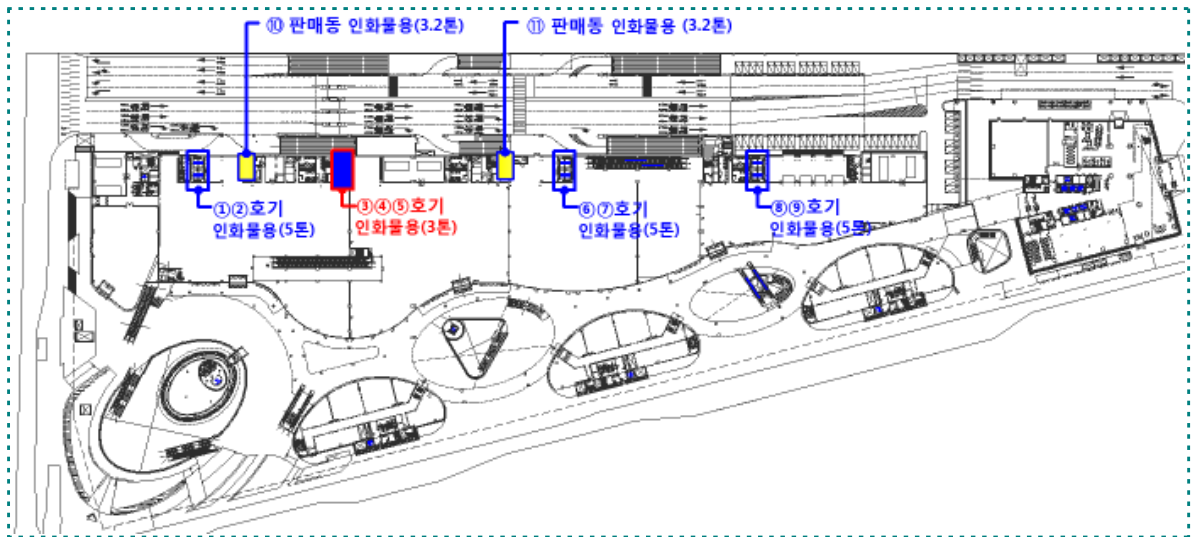 ⑩ 판매동 인화물용(3.2톤)
⑪ 판매동 인화물용(3.2톤)
①②호기
인화물용(5톤)
③④⑤호기
인화물용(3톤)
⑥⑦호기
인화물용(5톤)
⑧⑨호기
인화물용(5톤)